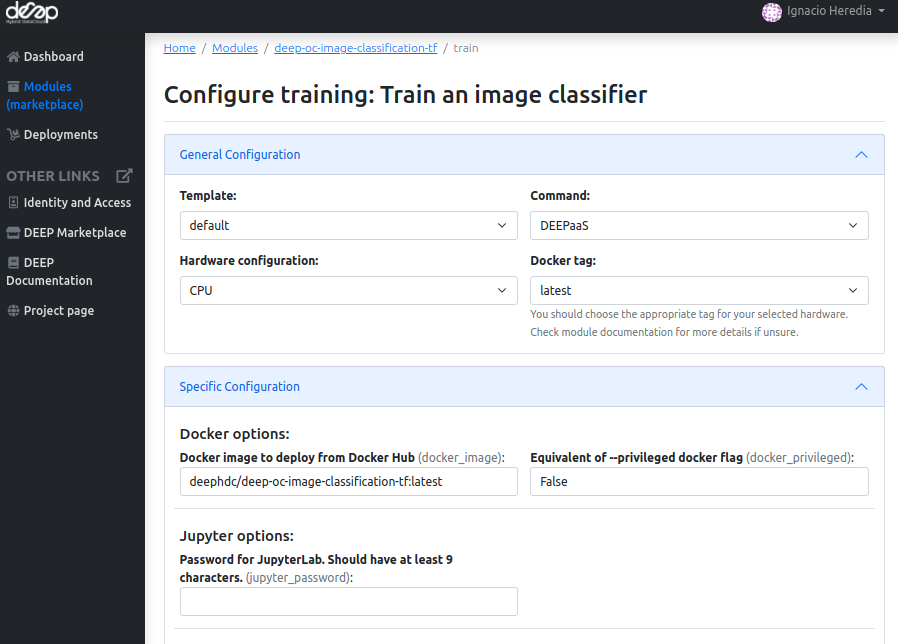 deep
Hybrid DataCloud
Ignacio Heredia
Dashboard
Modules
(marketplace)
Deployments
OTHER LINKS
Identity and Access
DEEP Marketplace
DEEP
Documentation
Project page
Home / Modules / deep-oc-image-classification-tf / train
Configure training: Train an image classifier
General Configuration
Template:
default
Command:
DEEPaaS
Hardware configuration:
CPU
Docker tag:
latest
You should choose the appropriate tag for your selected hardware.
Check module documentation for more details if unsure.
Specific Configuration
Docker options:
Docker image to deploy from Docker Hub (docker_image):
deephdc/deep-oc-image-classification-tf:latest
Equivalent of --privileged docker flag (docker_privileged):
False
Jupyter options:
Password for JupyterLab. Should have at least 9
characters. (jupyter_password):